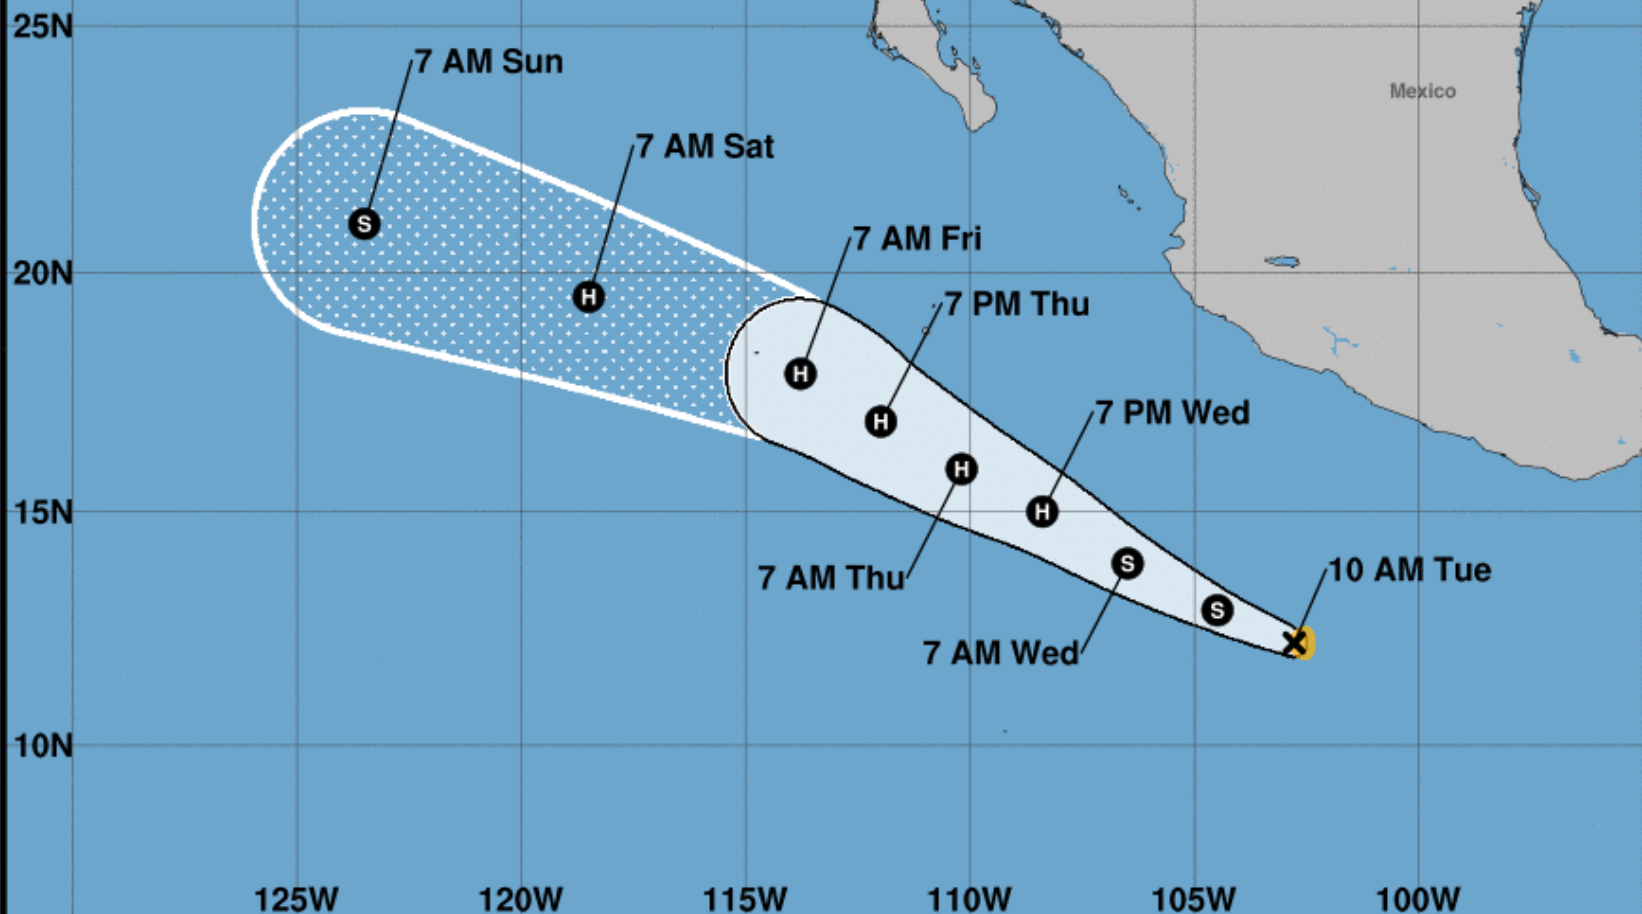 25N
7 AM Sun
Mexico
7 AM Sat
S
7 AM Fri
20N
H
7 PM Thu
H
H
7 PM Wed
H
15N
H
7 AM Thu
S
10 AM Tue
S
7 AM Wed
10N
125W 120W 115W 110W 105W 100W